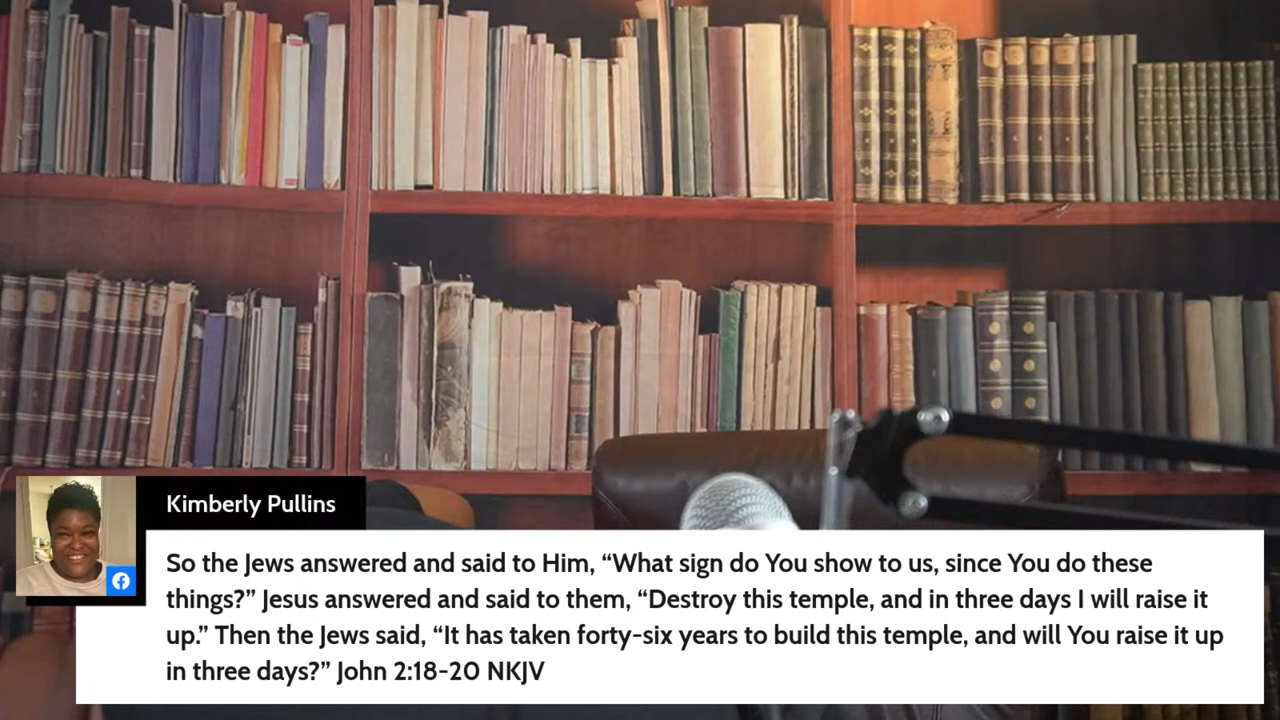 Kimberly Pullins
So the Jews answered and said to Him, “What sign do You show to us, since You do these
things?” Jesus answered and said to them, “Destroy this temple, and in three days I will raise it
up.” Then the Jews said, “It has taken forty-six years to build this temple, and will You raise it up
in three days?” John 2:18-20 NKJV